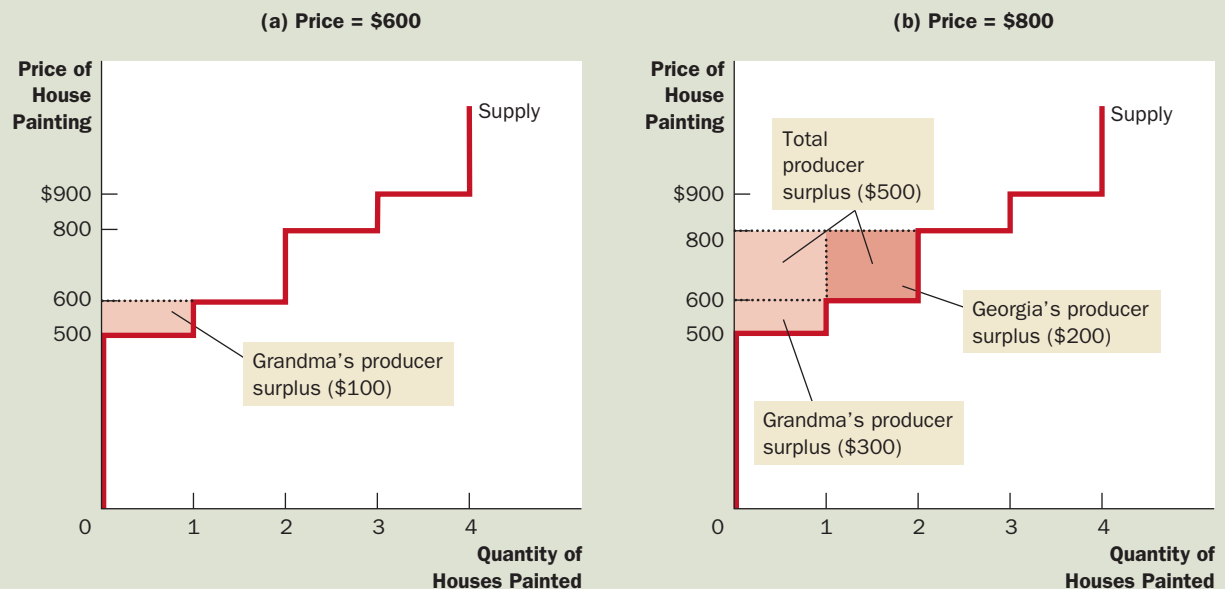 (a) Price = $600
Price of
House
Painting
Supply
$900
800
600
500
Grandma’s producer
surplus ($100)
0
1
2
3
4
Quantity of
Houses Painted
(b) Price = $800
Price of
House
Painting
Supply
Total
producer
surplus ($500)
$900
800
600
500
Georgia’s producer
surplus ($200)
Grandma’s producer
surplus ($300)
0
1
2
3
4
Quantity of
Houses Painted